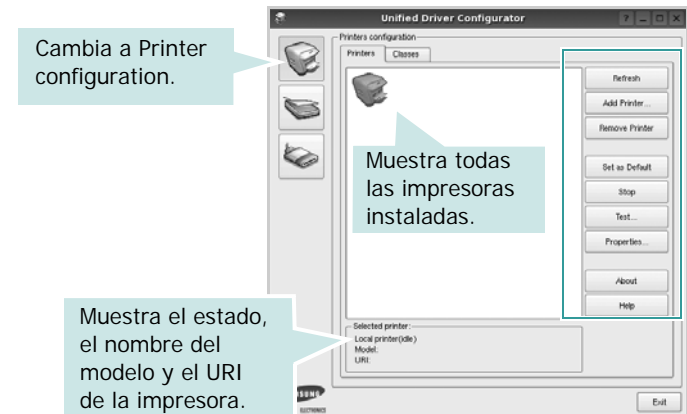 Unified Driver Configurator
Cambia a Printer
configuration.
Printers configuration
Printers Classes
Refresh
Add Printer...
Remove Printer
Set as Default
Stop
Test...
Properties...
About
Help
Muestra todas
las impresoras
instaladas.
Muestra el estado,
el nombre del
modelo y el URI
de la impresora.
Selected printer:
Local printer(idle)
Model:
URI:
Exit